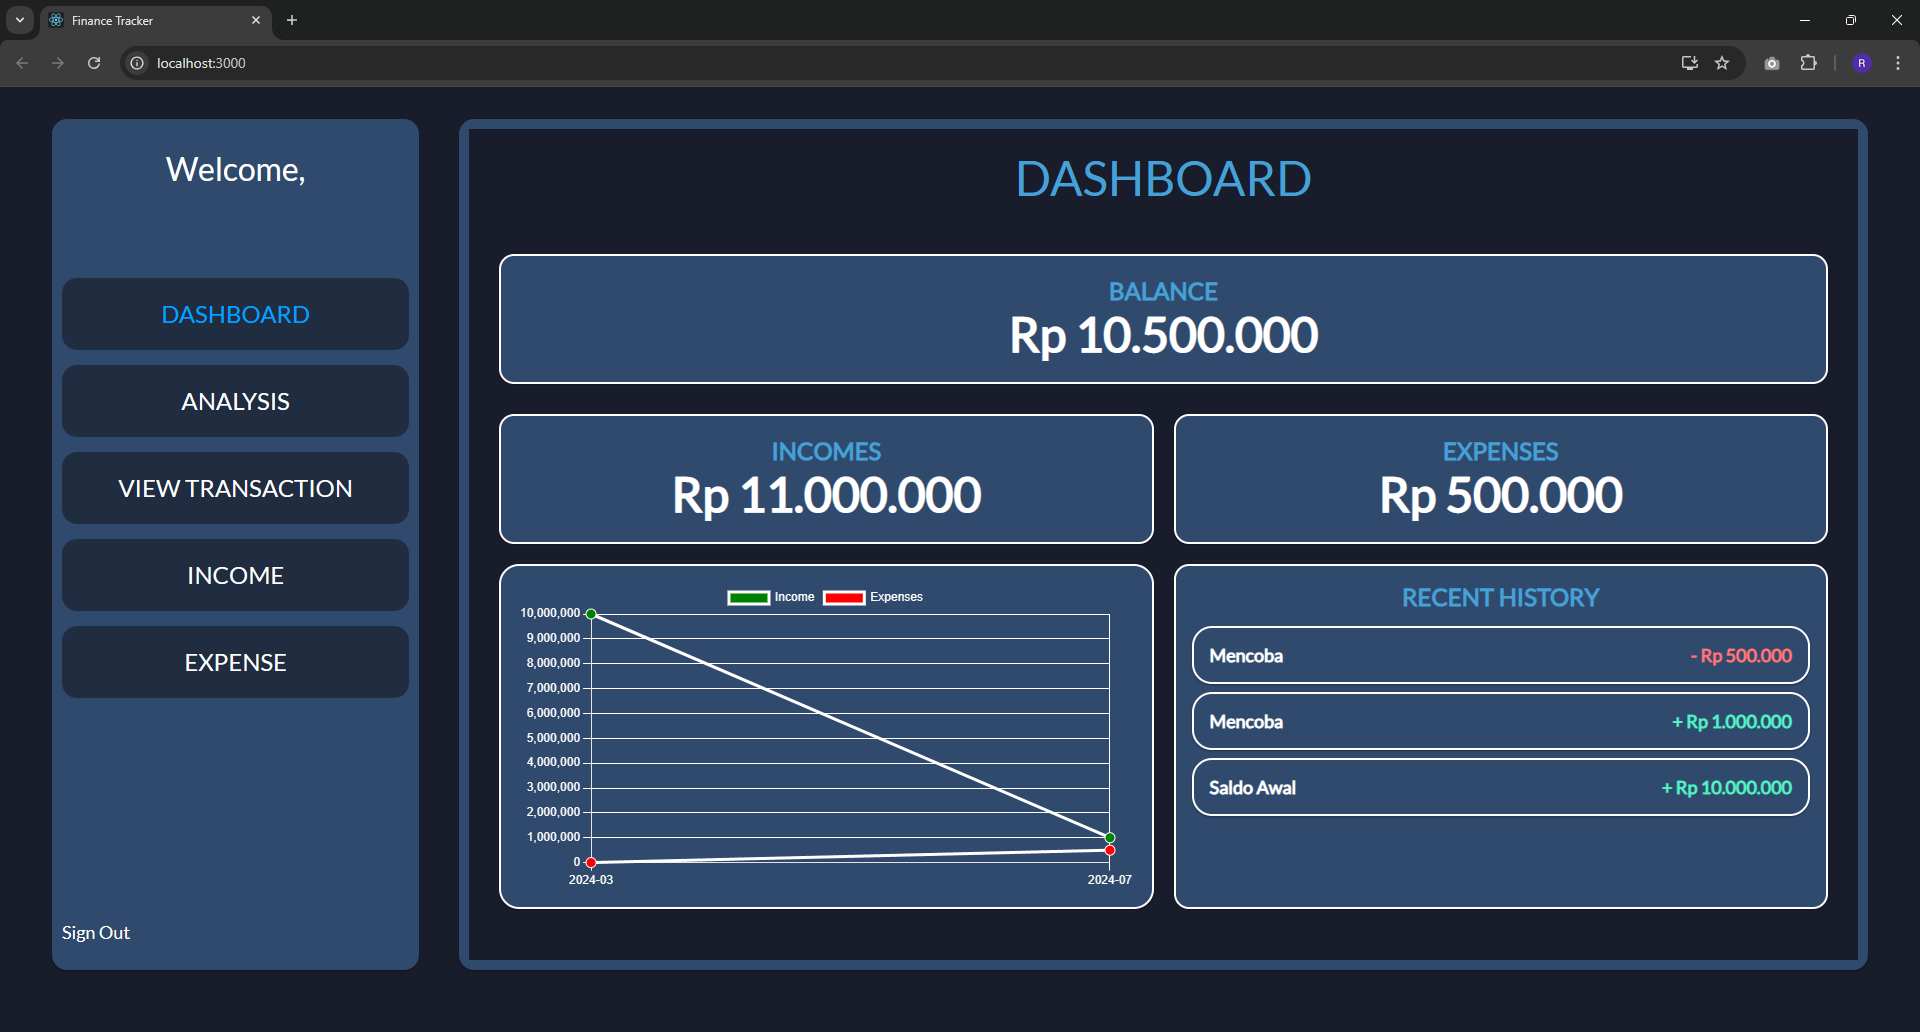 Finance Tracker
localhost:3000
R
Welcome,
DASHBOARD
ANALYSIS
VIEW TRANSACTION
INCOME
EXPENSE
Sign Out
DASHBOARD
BALANCE
Rp 10.500.000
INCOMES
Rp 11.000.000
EXPENSES
Rp 500.000
Income Expenses
10,000,000
9,000,000
8,000,000
7,000,000
6,000,000
5,000,000
4,000,000
3,000,000
2,000,000
1,000,000
0
2024-03 2024-07
RECENT HISTORY
Mencoba - Rp 500.000
Mencoba + Rp 1.000.000
Saldo Awal + Rp 10.000.000